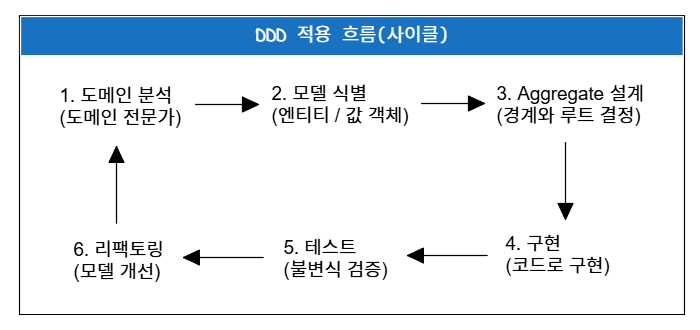 DDD 적용 흐름(사이클)
1. 도메인 분석
(도메인 전문가)
2. 모델 식별
(엔티티 / 값 객체)
3. Aggregate 설계
(경계와 루트 결정)
4. 구현
(코드로 구현)
5. 테스트
(불변식 검증)
6. 리팩토링
(모델 개선)